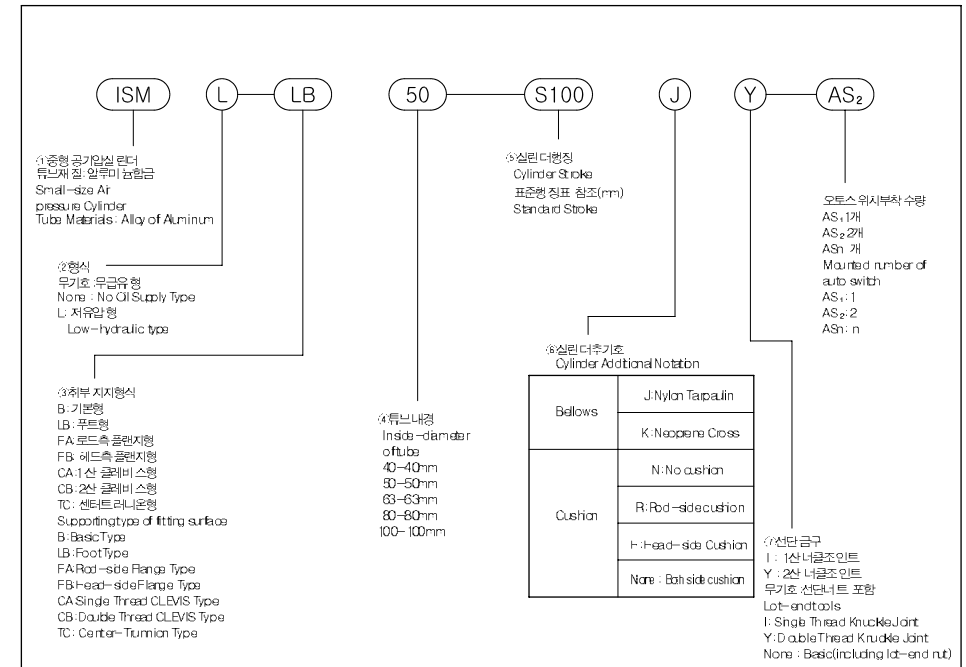 ISM L LB 50 S100 J Y AS₂
①중형 공기압실 린더
튜브재 질: 알루미 늄합금
Small-size Air
pressure Cylinder
Tube Materials : Alloy of Aluminum
②형식
무기호 :무급유 형
None : No Oil Supply Type
L: 저유압 형
Low-hydraulic type
③취부 지지형식
B: 기본형
LB: 푸트형
FA:로드측 플랜지형
FB: 헤드측 플랜지형
CA:1산 클레비 스형
CB: 2산 클레비스형
TC: 센터트 러니온형
Supporting type of fitting surface
B:Basic Type
LB:Foot Type
FA:Rod-side Flange Type
FB:Head-side Flange Type
CA:Single Thread CLEVIS Type
CB:Double Thread CLEVIS Type
TC: Center-Trunnion Type
④튜브내경
Inside-diameter
of tube
40-40mm
50-50mm
63-63mm
80-80mm
100-100mm
⑤실린 더행징
Cylinder Stroke
표준행 징표 참조(mm)
Standard Stroke
⑥실린 더추기호
Cylinder Additional Notation
Bellows
J:Nylon Tarpaulin
K:Neoprene Cross
Cushion
N:No cushion
R:Rod-side cushion
H:Head-side Cushion
None : Both side cushion
⑦선단 금구
I : 1산 너클조 인트
Y : 2산 너클조 인트
무기호 :선단너 트 포함
Lot-end tools
I: Single Thread Knuckle Joint
Y:Double Thread Knuckle Joint
None : Basic(including lot-end nut)
오토스 위치부착 수량
AS₁1개
AS₂2개
ASn 개
Mounted number of
auto switch
AS₁: 1
AS₂: 2
ASn: n